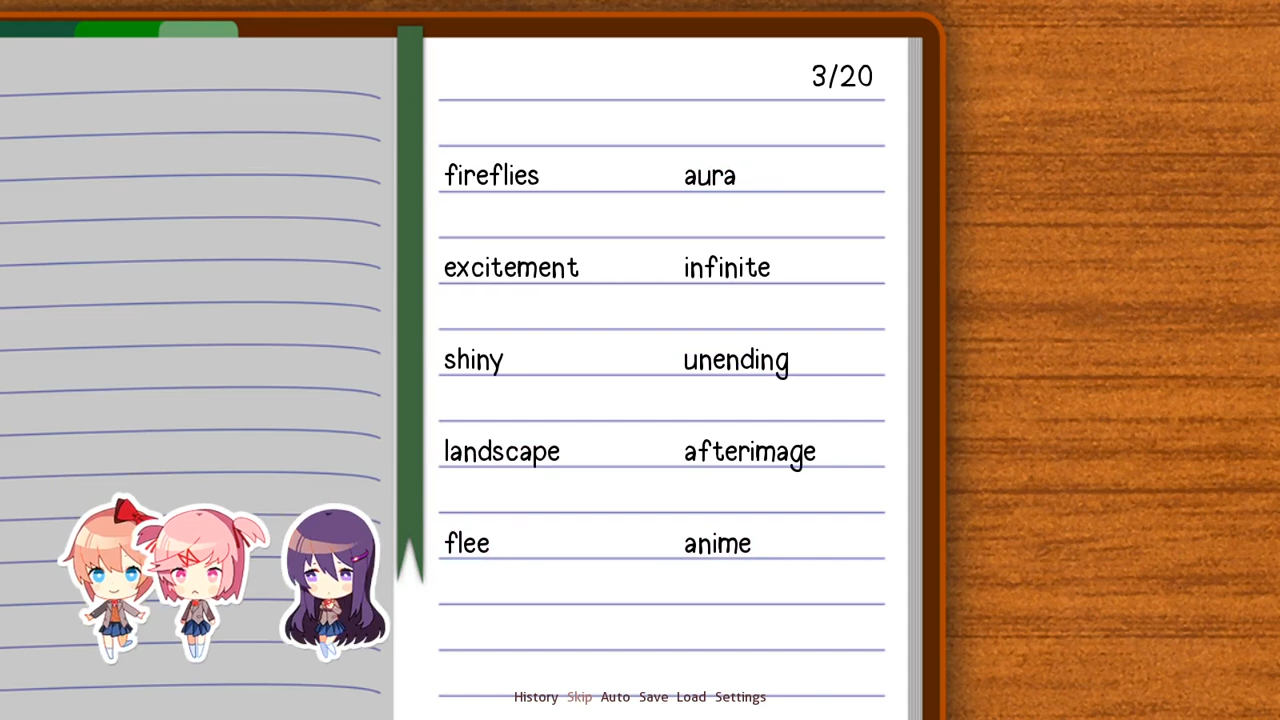 3/20
fireflies aura
excitement infinite
shiny unending
landscape afterimage
flee anime
History Skip Auto Save Load Settings